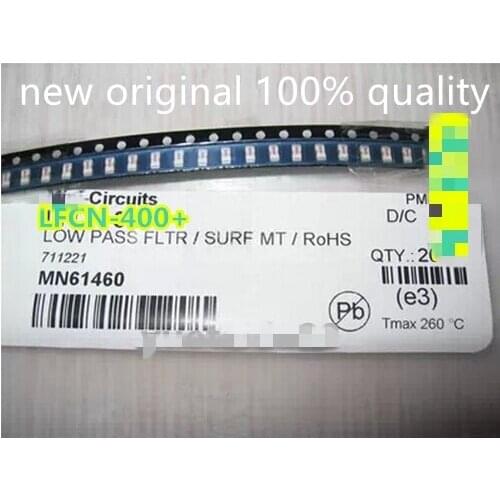 new original 100% quality
-Circuits
PM
LFCN-400+
D/C
LOW PASS FLTR / SURF MT / RoHS
711221
QTY.: 20
MN61460
(e3)
Pb
Tmax 260 °C